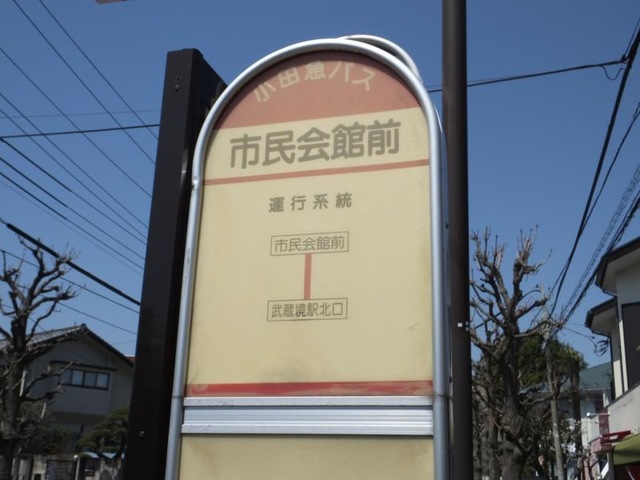 小田急バス
市民会館前
運行系統
市民会館前
武蔵境駅北口